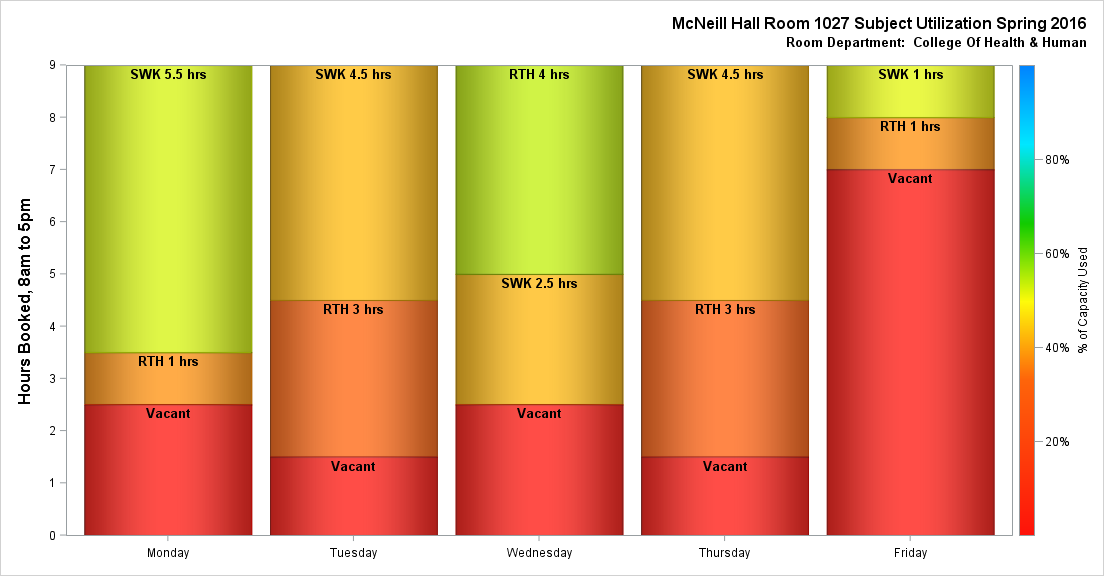 McNeill Hall Room 1027 Subject Utilization Spring 2016
Room Department: College Of Health & Human
Hours Booked, 8am to 5pm
9
8
7
6
5
4
3
2
1
0
SWK 5.5 hrs
RTH 1 hrs
Vacant
SWK 4.5 hrs
RTH 3 hrs
Vacant
RTH 4 hrs
SWK 2.5 hrs
Vacant
SWK 4.5 hrs
RTH 3 hrs
Vacant
SWK 1 hrs
RTH 1 hrs
Vacant
Monday
Tuesday
Wednesday
Thursday
Friday
80%
60%
40%
20%
% of Capacity Used